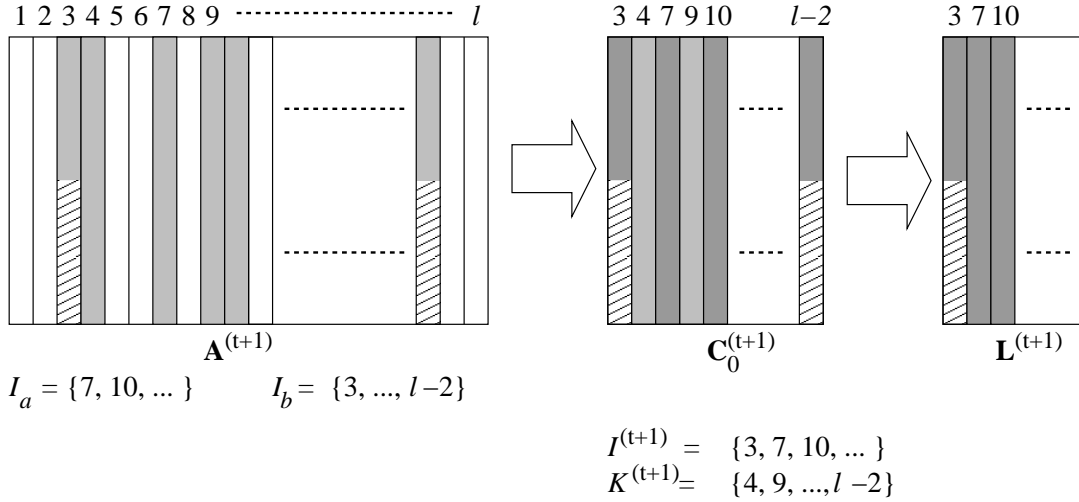 1 2 3 4 5 6 7 8 9 l
3 4 7 9 10 l−2
3 7 10
A(t+1)
C0(t+1)
L(t+1)
Ia = {7, 10, ... } Ib = {3, ..., l−2}
I(t+1) = {3, 7, 10, ... }
K(t+1) = {4, 9, ..., l−2}